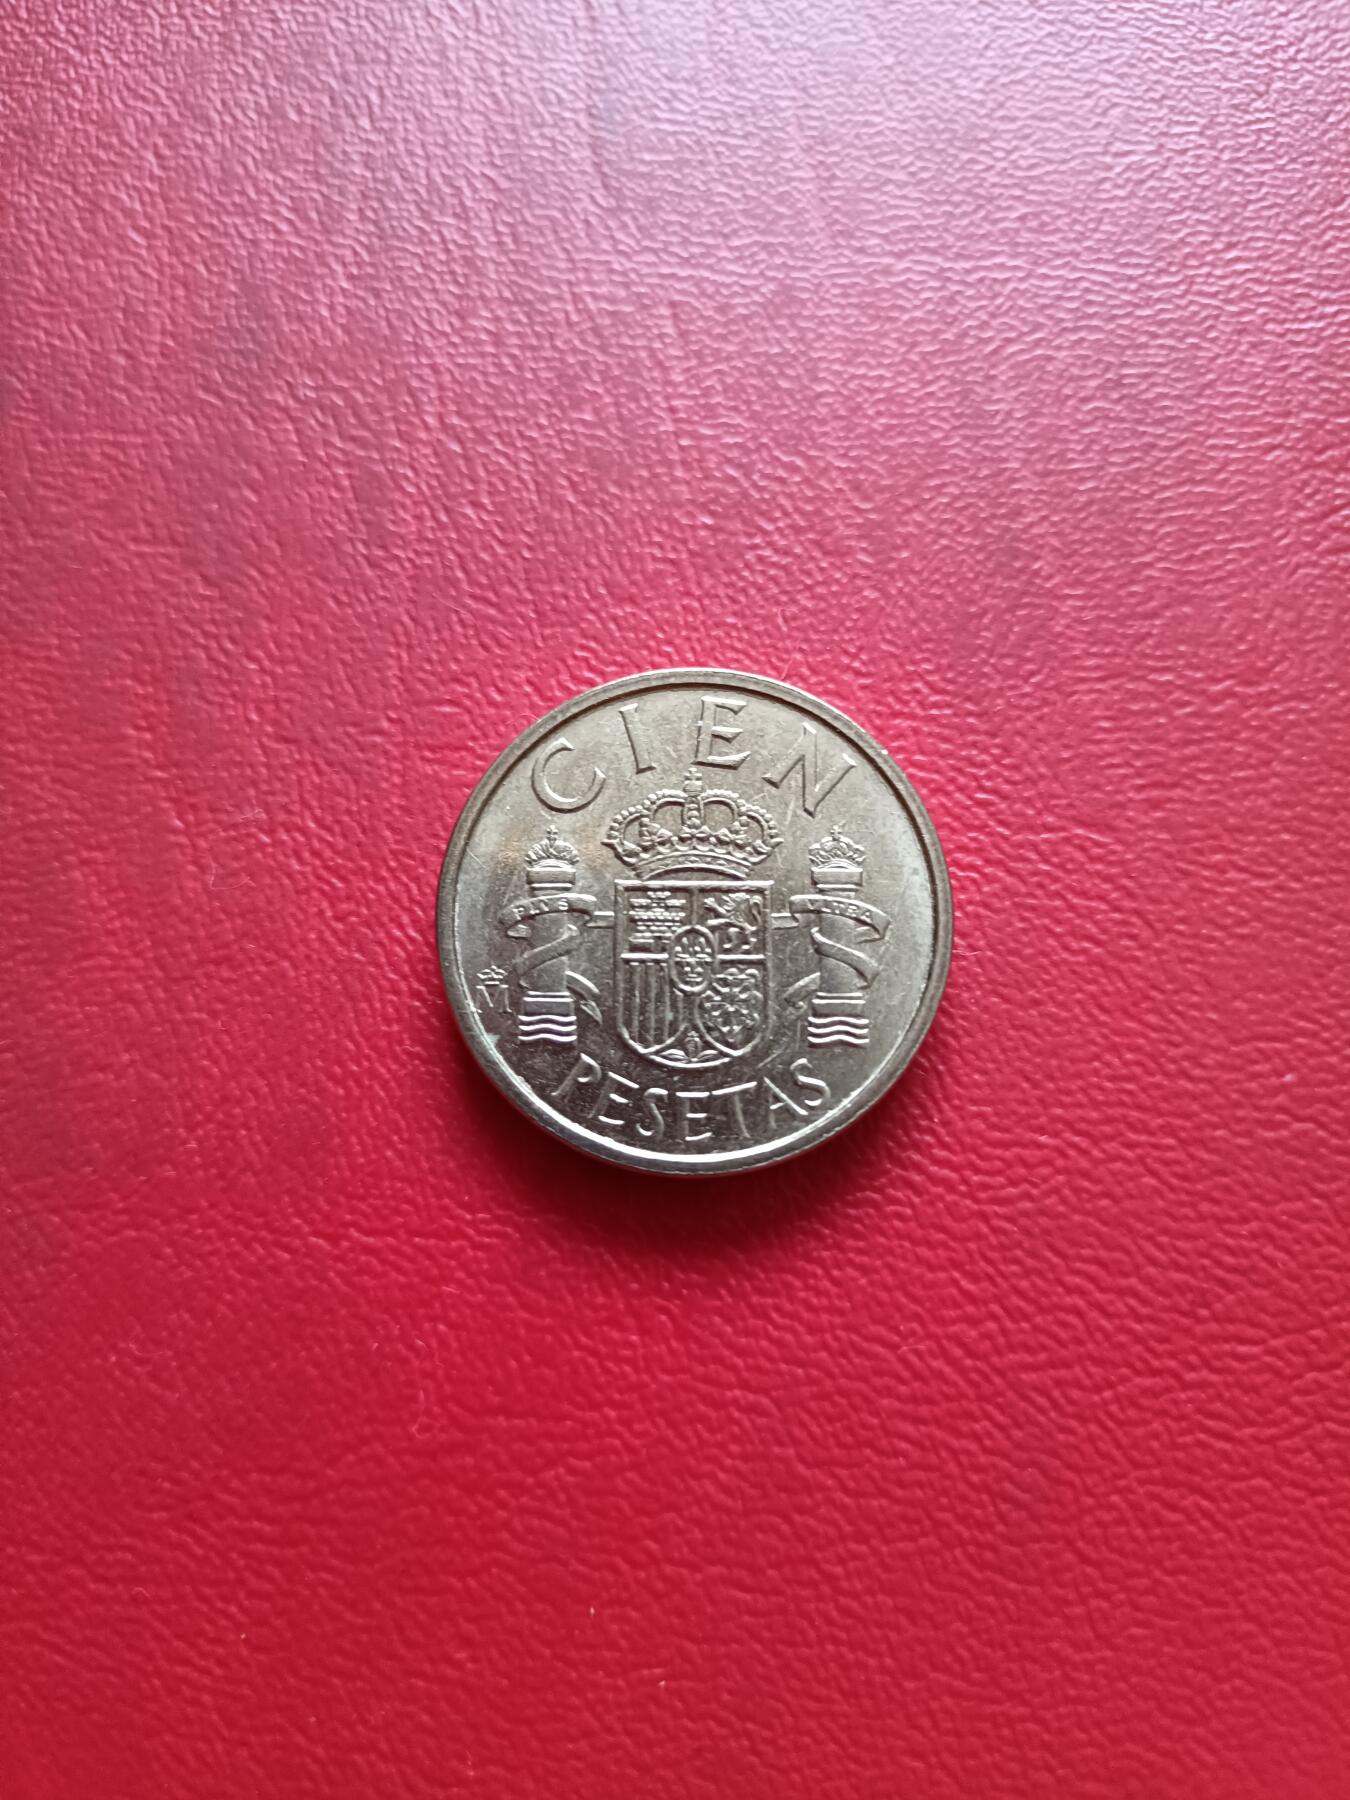 CIEN
PLVS VLTRA
M
PESETAS